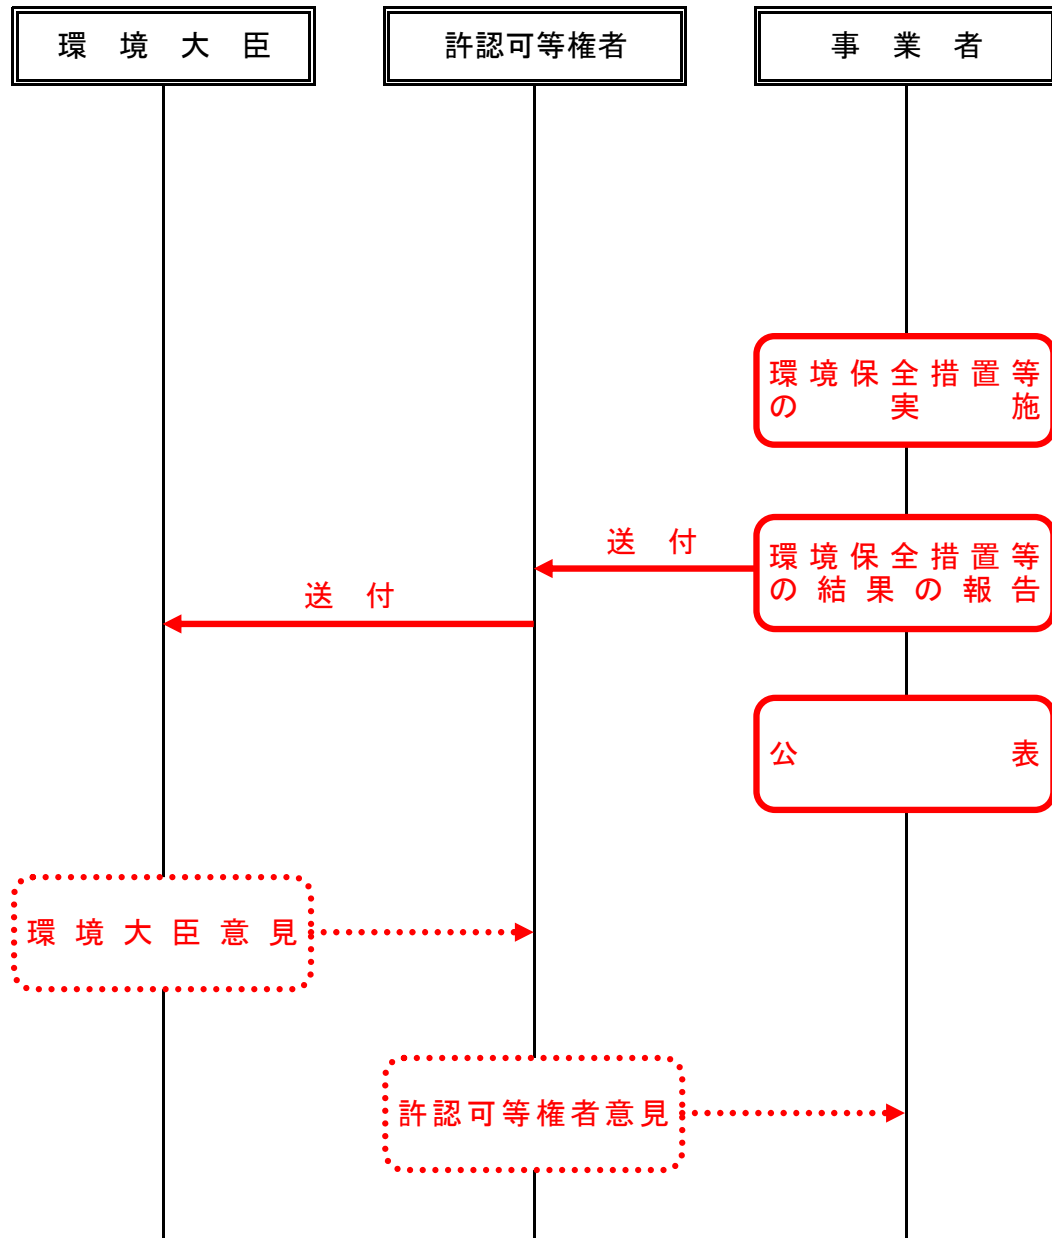 環境大臣
許認可等権者
事業者
環境保全措置等
の実施
送付
環境保全措置等
の結果の報告
送付
公表
環境大臣意見
許認可等権者意見